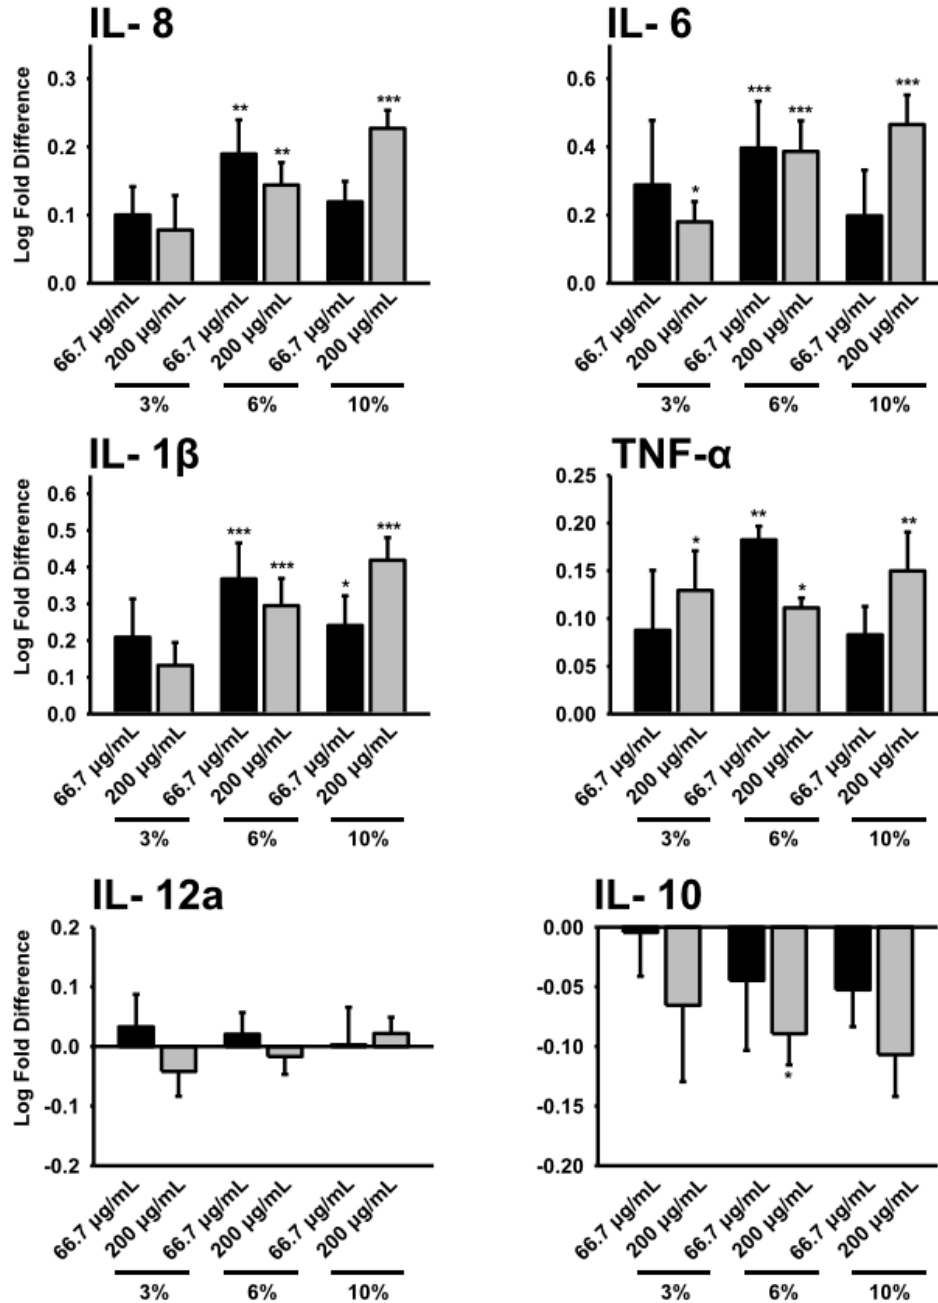 IL- 8
Log Fold Difference
0.3
0.2
0.1
0.0
**
**
***
66.7 µg/mL
200 µg/mL
66.7 µg/mL
200 µg/mL
66.7 µg/mL
200 µg/mL
3%
6%
10%
IL- 6
0.6
0.4
0.2
0.0
*
***
***
***
66.7 µg/mL
200 µg/mL
66.7 µg/mL
200 µg/mL
66.7 µg/mL
200 µg/mL
3%
6%
10%
IL- 1β
Log Fold Difference
0.6
0.5
0.4
0.3
0.2
0.1
0.0
***
***
*
***
66.7 µg/mL
200 µg/mL
66.7 µg/mL
200 µg/mL
66.7 µg/mL
200 µg/mL
3%
6%
10%
TNF-α
0.25
0.20
0.15
0.10
0.05
0.00
*
**
*
**
66.7 µg/mL
200 µg/mL
66.7 µg/mL
200 µg/mL
66.7 µg/mL
200 µg/mL
3%
6%
10%
IL- 12a
Log Fold Difference
0.2
0.1
0.0
-0.1
-0.2
66.7 µg/mL
200 µg/mL
66.7 µg/mL
200 µg/mL
66.7 µg/mL
200 µg/mL
3%
6%
10%
IL- 10
0.00
-0.05
-0.10
-0.15
-0.20
*
66.7 µg/mL
200 µg/mL
66.7 µg/mL
200 µg/mL
66.7 µg/mL
200 µg/mL
3%
6%
10%